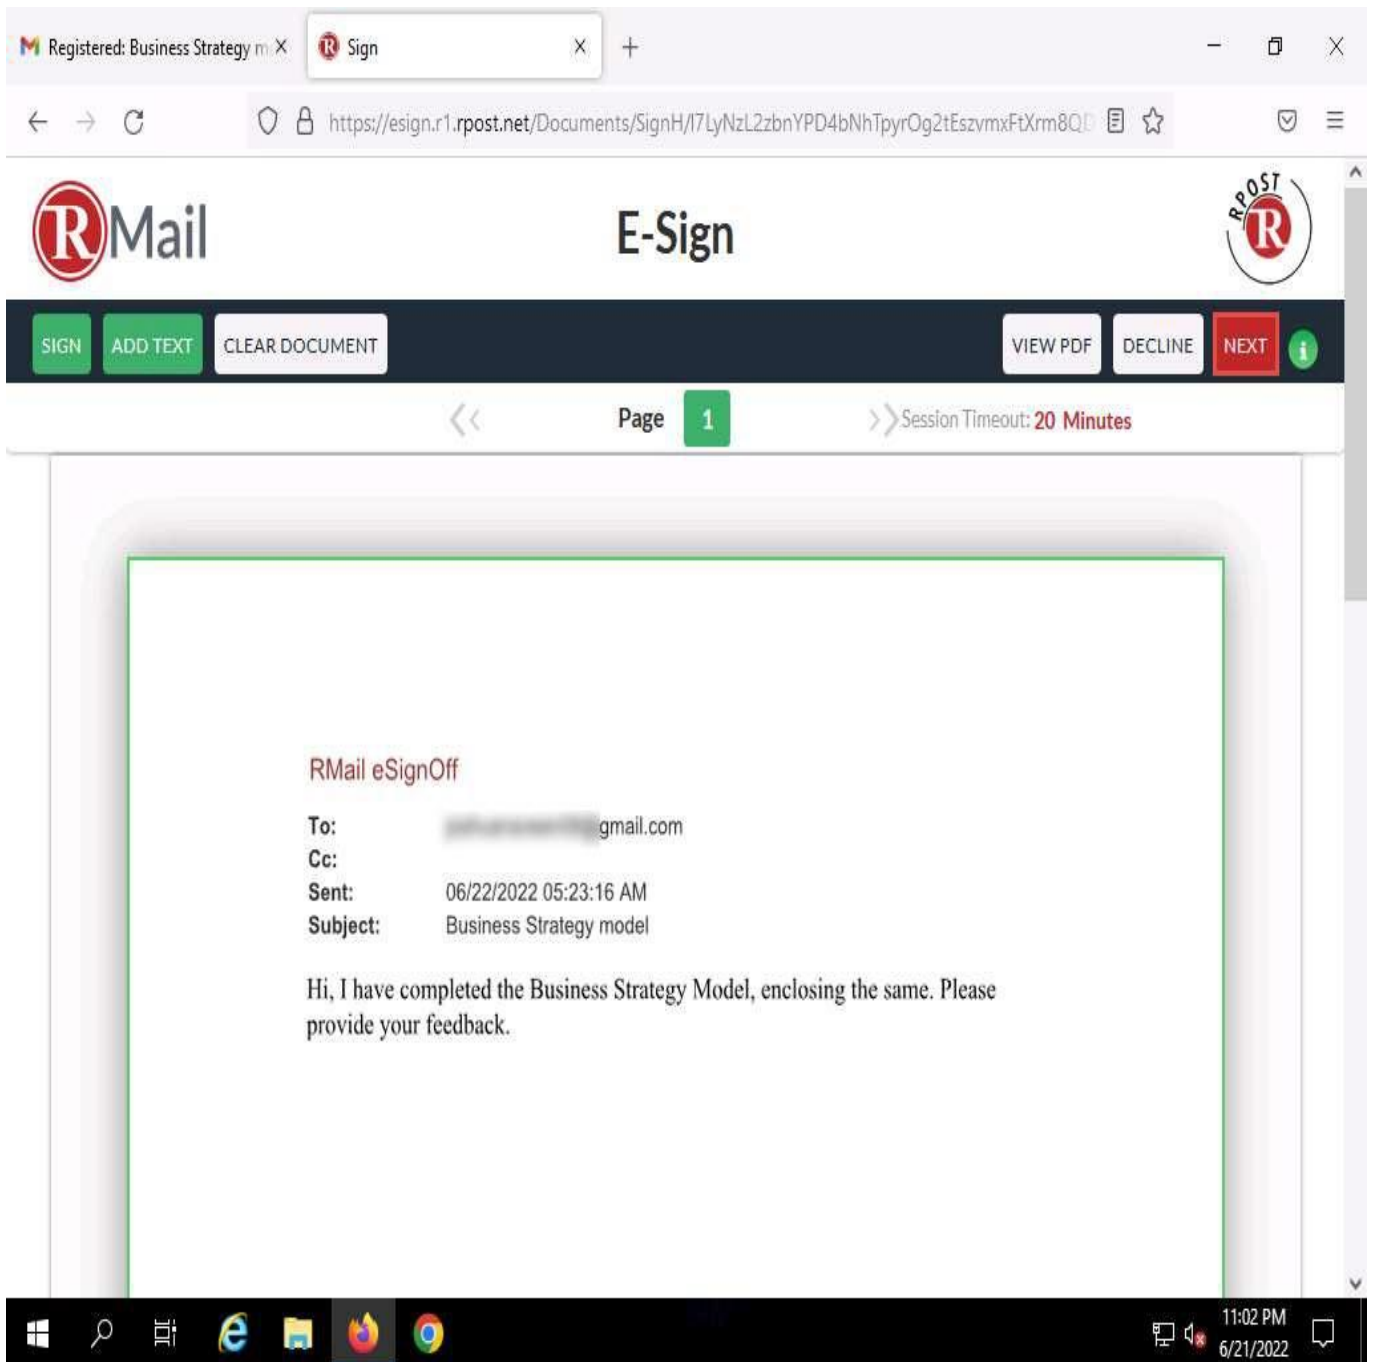 Registered: Business Strategy m
Sign
https://esign.r1.rpost.net/Documents/SignH/I7LyNzL2zbnYPD4bNhTpyrOg2tEszvmxFtXrm8QD
RMail
E-Sign
RPOST
R
SIGN
ADD TEXT
CLEAR DOCUMENT
VIEW PDF
DECLINE
NEXT
i
Page 1
Session Timeout: 20 Minutes
RMail eSignOff
To: gmail.com
Cc:
Sent: 06/22/2022 05:23:16 AM
Subject: Business Strategy model
Hi, I have completed the Business Strategy Model, enclosing the same. Please
provide your feedback.
11:02 PM
6/21/2022